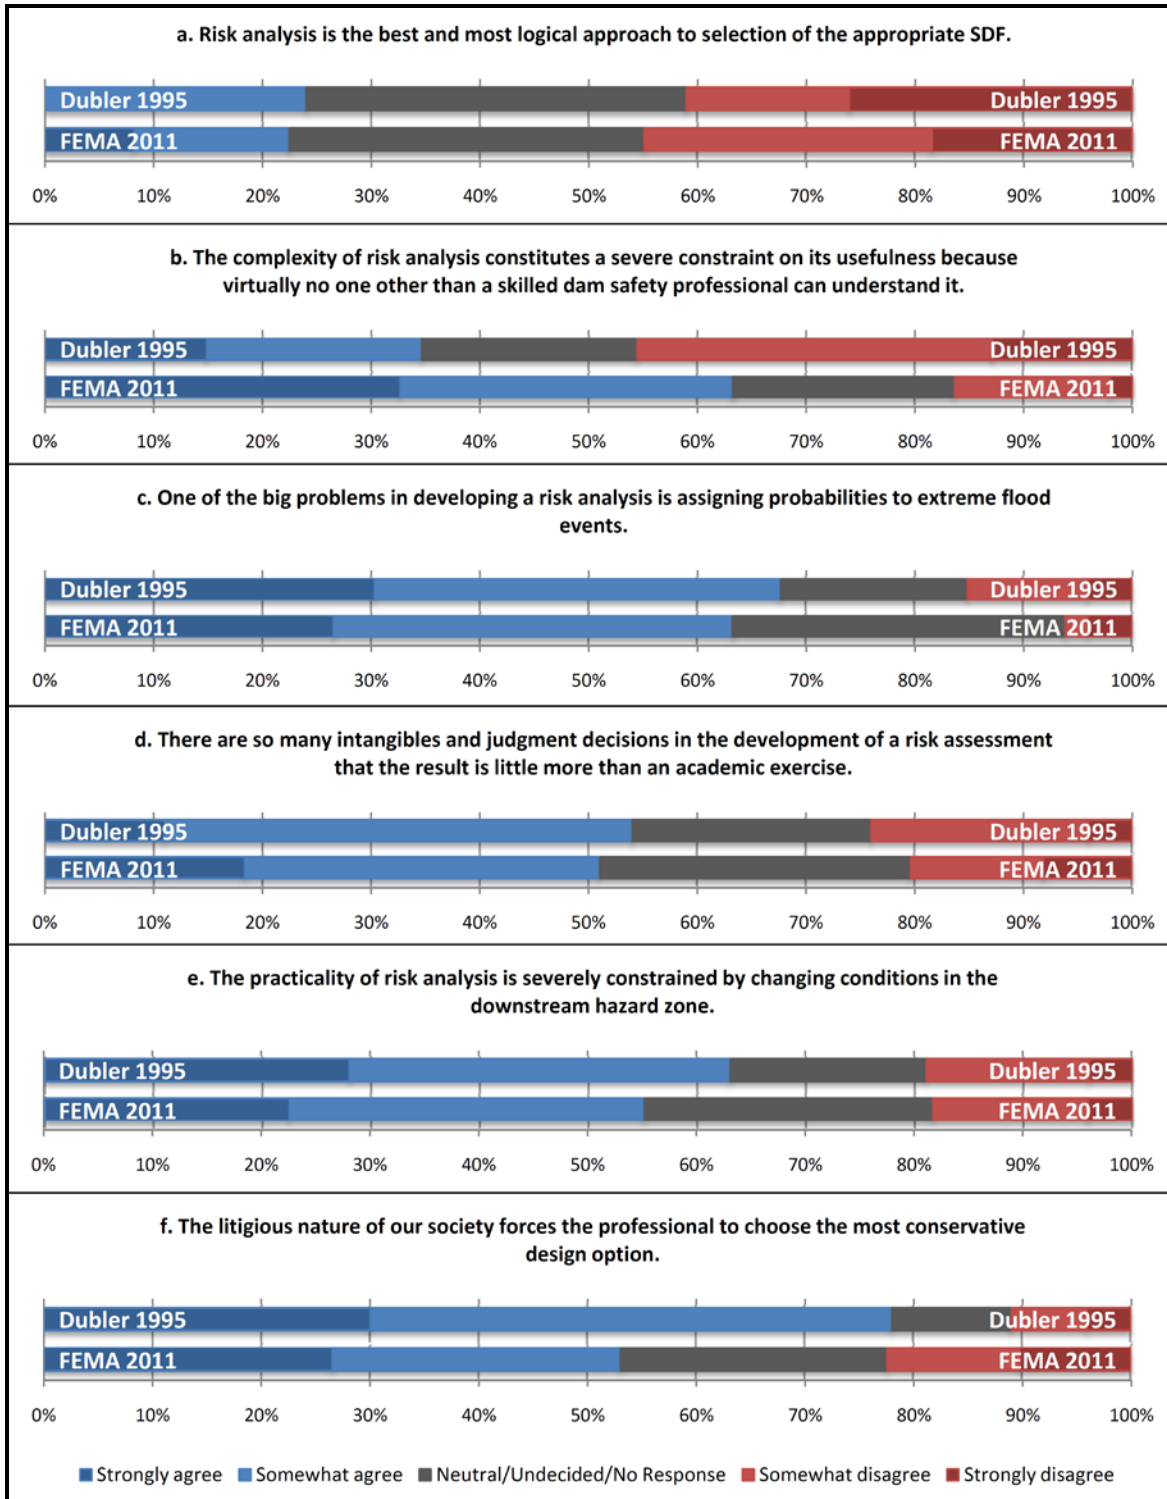 a. Risk analysis is the best and most logical approach to selection of the appropriate SDF.
Dubler 1995 Dubler 1995
FEMA 2011 FEMA 2011
0% 10% 20% 30% 40% 50% 60% 70% 80% 90% 100%
b. The complexity of risk analysis constitutes a severe constraint on its usefulness because
virtually no one other than a skilled dam safety professional can understand it.
Dubler 1995 Dubler 1995
FEMA 2011 FEMA 2011
0% 10% 20% 30% 40% 50% 60% 70% 80% 90% 100%
c. One of the big problems in developing a risk analysis is assigning probabilities to extreme flood
events.
Dubler 1995 Dubler 1995
FEMA 2011 FEMA 2011
0% 10% 20% 30% 40% 50% 60% 70% 80% 90% 100%
d. There are so many intangibles and judgment decisions in the development of a risk assessment
that the result is little more than an academic exercise.
Dubler 1995 Dubler 1995
FEMA 2011 FEMA 2011
0% 10% 20% 30% 40% 50% 60% 70% 80% 90% 100%
e. The practicality of risk analysis is severely constrained by changing conditions in the
downstream hazard zone.
Dubler 1995 Dubler 1995
FEMA 2011 FEMA 2011
0% 10% 20% 30% 40% 50% 60% 70% 80% 90% 100%
f. The litigious nature of our society forces the professional to choose the most conservative
design option.
Dubler 1995 Dubler 1995
FEMA 2011 FEMA 2011
0% 10% 20% 30% 40% 50% 60% 70% 80% 90% 100%
Strongly agree Somewhat agree Neutral/Undecided/No Response Somewhat disagree Strongly disagree